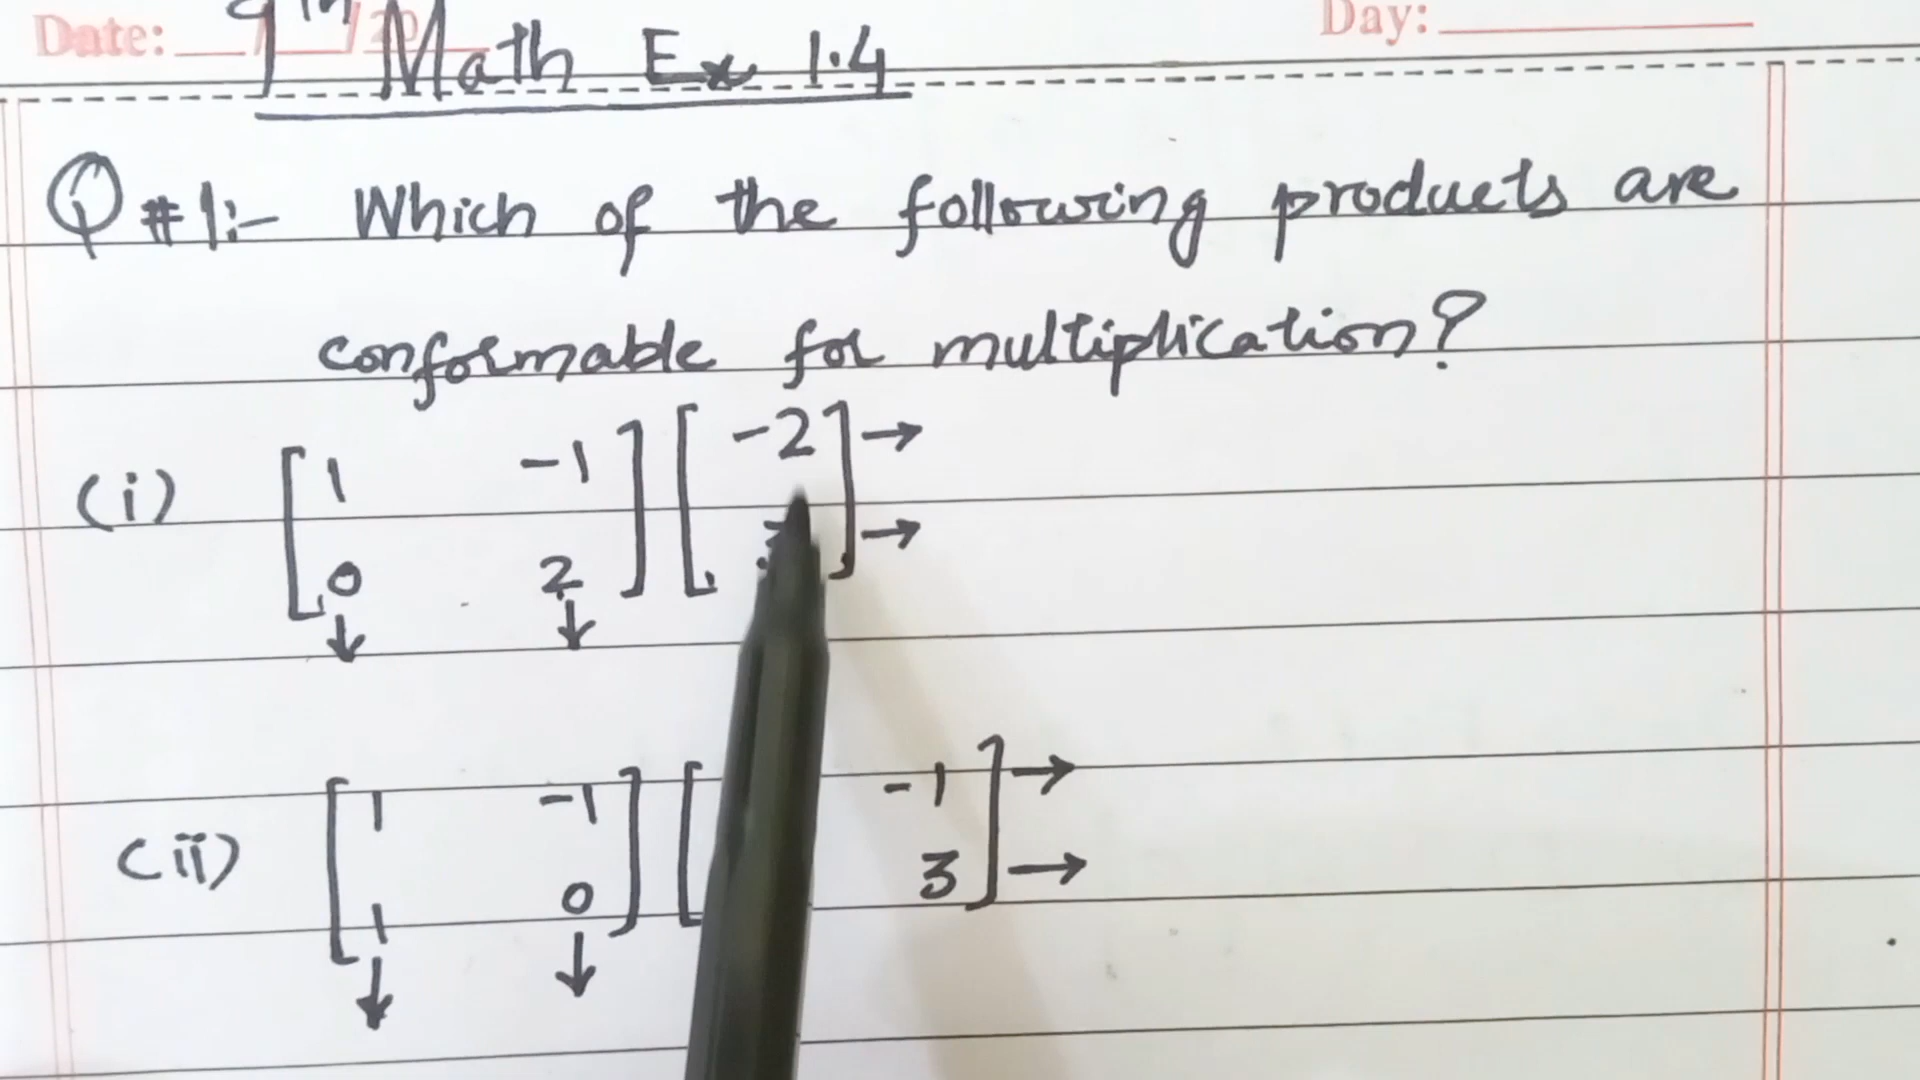 Date: Day:
9th Math Ex 1.4
Q #1:- Which of the following products are
conformable for multiplication?
(i) [1 -1] [-2] →
[0 2] →
↓ ↓
(ii) [1 -1] [ -1] →
[1 0] [ 3] →
↓ ↓